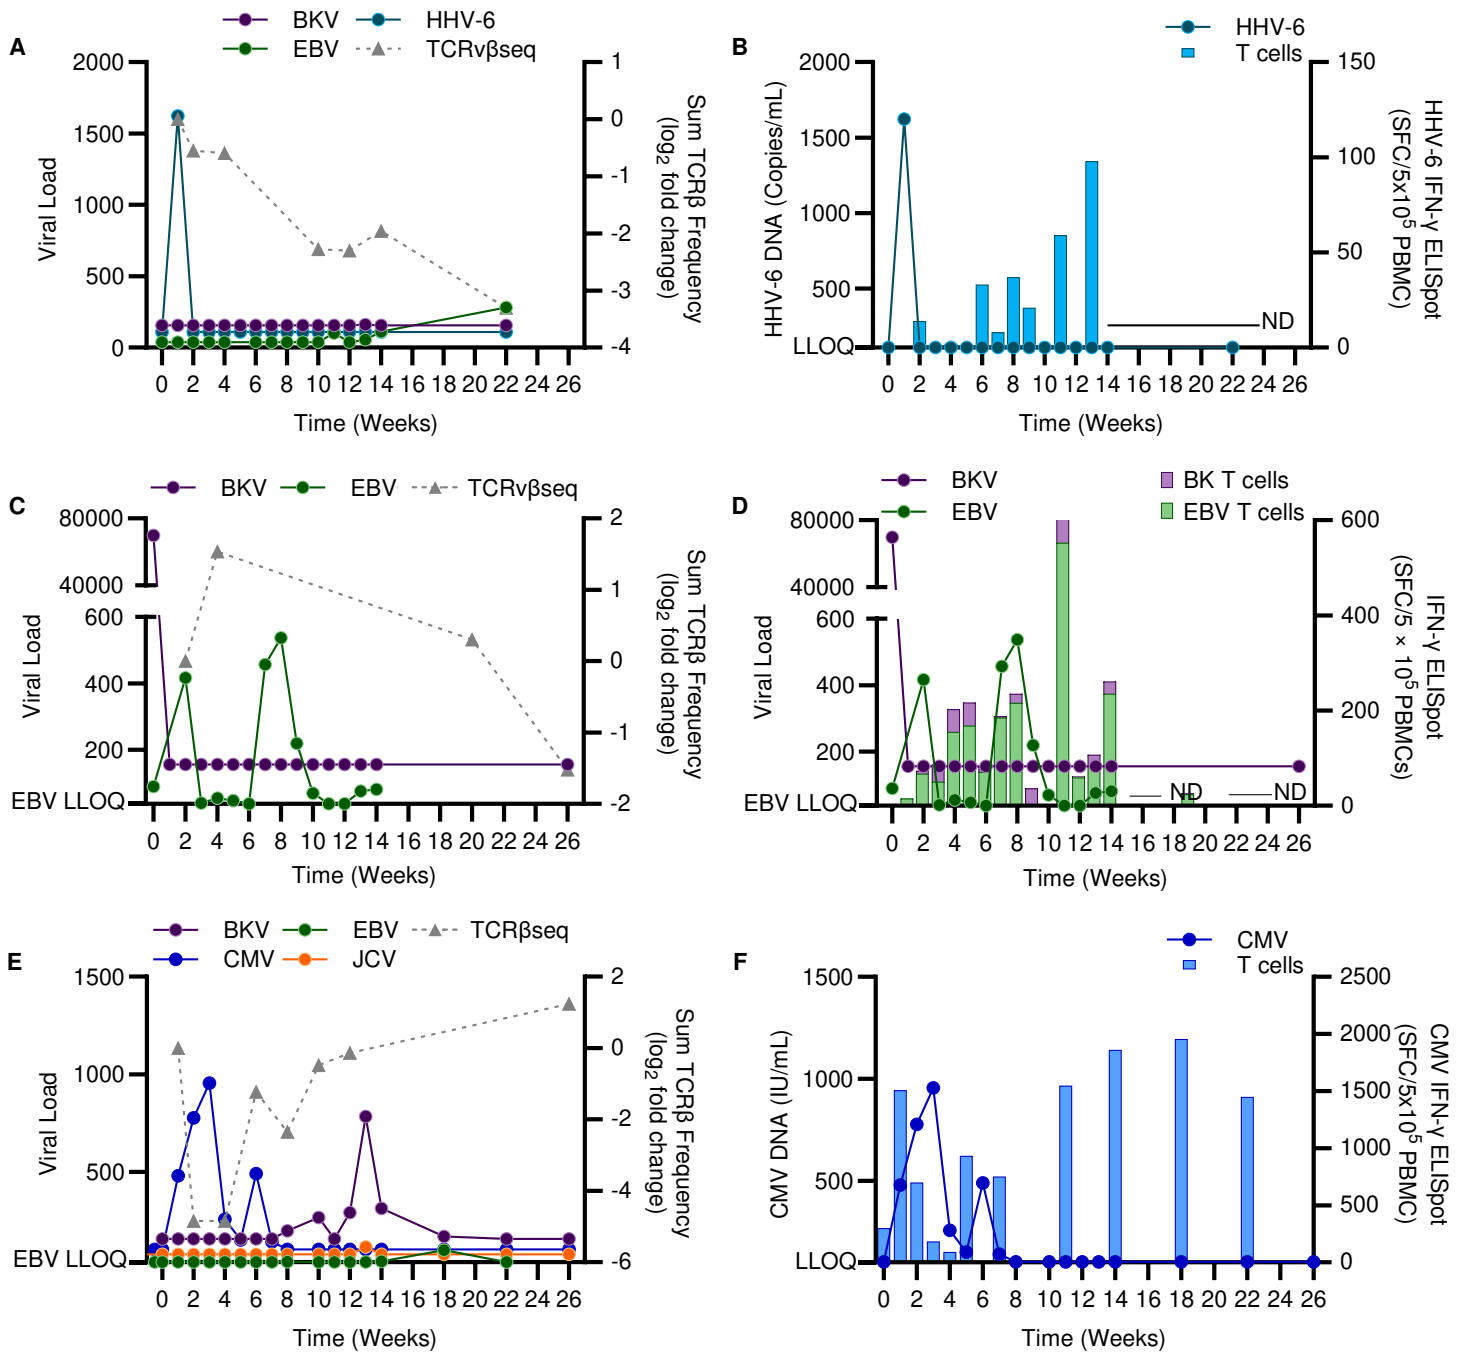 A
BKV
HHV-6
EBV
TCRvβseq
2000
1500
1000
500
0
Viral Load
1
0
-1
-2
-3
-4
Sum TCRβ Frequency
(log2 fold change)
0 2 4 6 8 10 12 14 16 18 20 22 24 26
Time (Weeks)
B
HHV-6
T cells
2000
1500
1000
500
LLOQ
HHV-6 DNA (Copies/mL)
150
100
50
0
HHV-6 IFN-γ ELISpot
(SFC/5x10^5 PBMC)
ND
0 2 4 6 8 10 12 14 16 18 20 22 24 26
Time (Weeks)
C
BKV
EBV
TCRvβseq
80000
40000
600
400
200
EBV LLOQ
Viral Load
2
1
0
-1
-2
Sum TCRβ Frequency
(log2 fold change)
0 2 4 6 8 10 12 14 16 18 20 22 24 26
Time (Weeks)
D
BKV
EBV
BK T cells
EBV T cells
80000
40000
600
400
200
EBV LLOQ
Viral Load
600
400
200
0
IFN-γ ELISpot
(SFC/5 × 10^5 PBMCs)
ND
ND
0 2 4 6 8 10 12 14 16 18 20 22 24 26
Time (Weeks)
E
BKV
EBV
TCRβseq
CMV
JCV
1500
1000
500
EBV LLOQ
Viral Load
2
0
-2
-4
-6
Sum TCRβ Frequency
(log2 fold change)
0 2 4 6 8 10 12 14 16 18 20 22 24 26
Time (Weeks)
F
CMV
T cells
1500
1000
500
LLOQ
CMV DNA (IU/mL)
2500
2000
1500
1000
500
0
CMV IFN-γ ELISpot
(SFC/5x10^5 PBMC)
0 2 4 6 8 10 12 14 16 18 20 22 24 26
Time (Weeks)